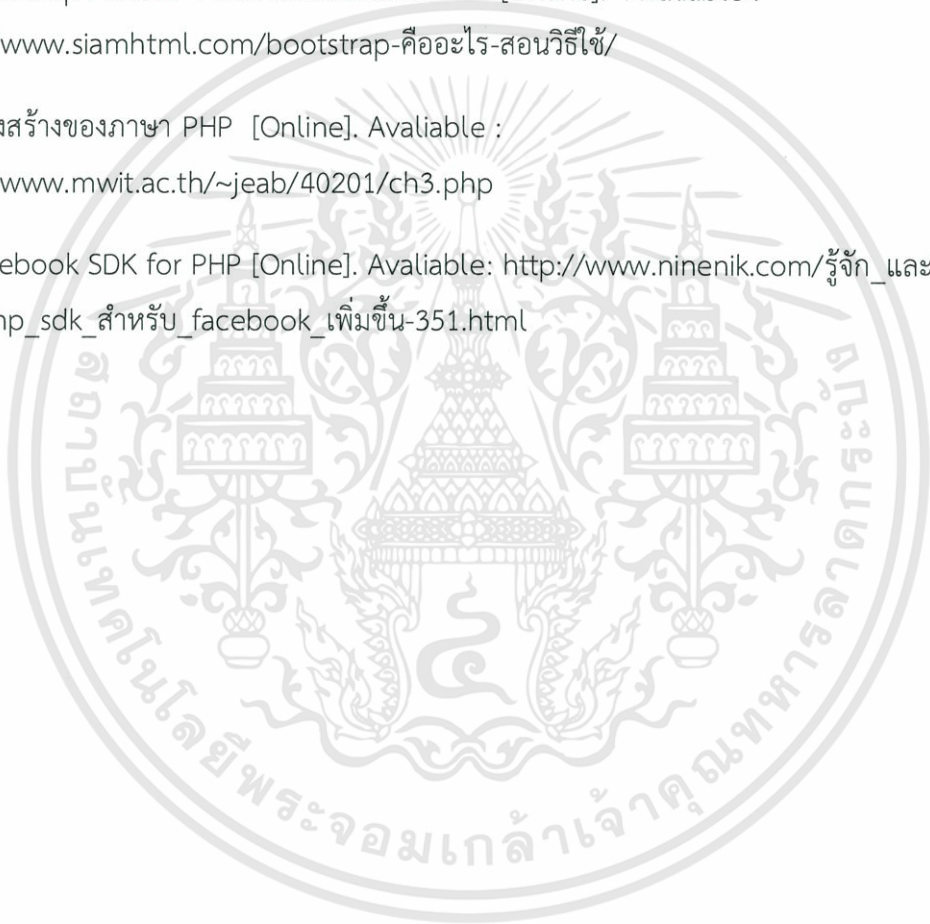 www.siamhtml.com/bootstrap-คืออะไร-สอนวิธีใช้/
งสร้างของภาษา PHP [Online]. Avaliable :
www.mwit.ac.th/~jeab/40201/ch3.php
ebook SDK for PHP [Online]. Avaliable: http://www.ninenik.com/รู้จัก_และ
np_sdk_สำหรับ_facebook_เพิ่มขึ้น-351.html
สถาบันเทคโนโลยีพระจอมเกล้าเจ้าคุณทหารลาดกระบัง